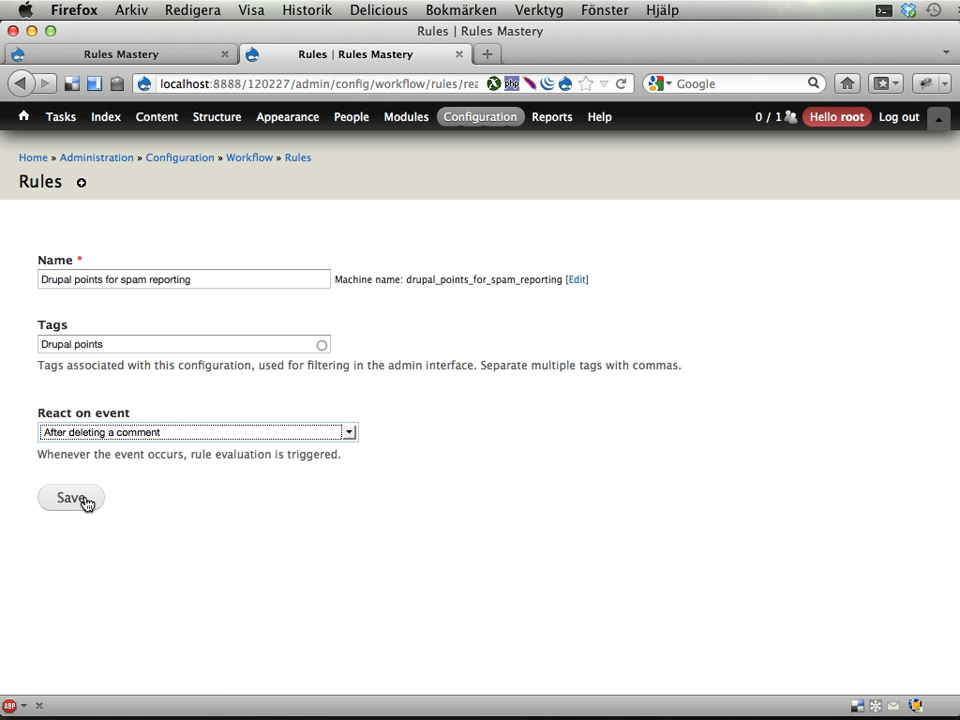 Firefox Arkiv Redigera Visa Historik Delicious Bokmärken Verktyg Fönster Hjälp
Rules | Rules Mastery
Rules Mastery
Rules | Rules Mastery
localhost:8888/120227/admin/config/workflow/rules/rea
Google
Tasks Index Content Structure Appearance People Modules Configuration Reports Help
0 / 1 Hello root Log out
Home » Administration » Configuration » Workflow » Rules
Rules
Name *
Drupal points for spam reporting
Machine name: drupal_points_for_spam_reporting [Edit]
Tags
Drupal points
Tags associated with this configuration, used for filtering in the admin interface. Separate multiple tags with commas.
React on event
After deleting a comment
Whenever the event occurs, rule evaluation is triggered.
Save
ABP